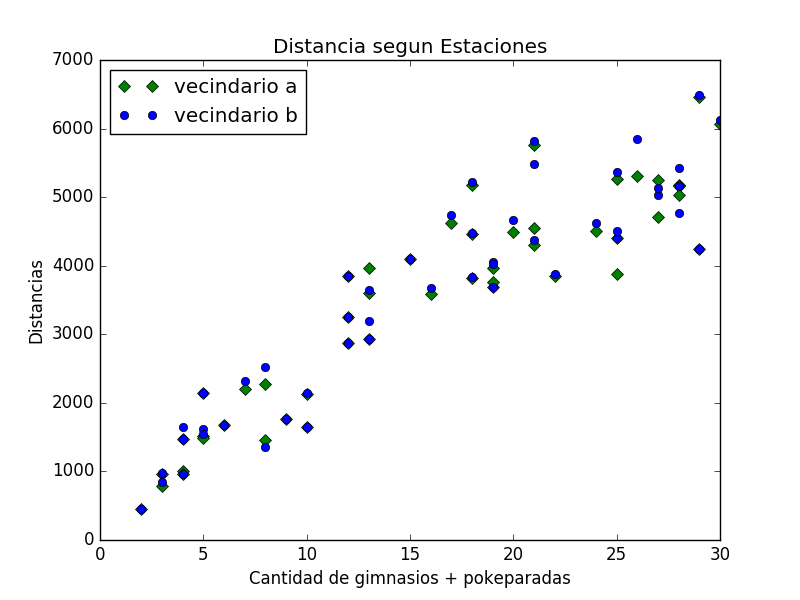 Distancia segun Estaciones
vecindario a
vecindario b
7000
6000
5000
4000
3000
2000
1000
0
Distancias
0 5 10 15 20 25 30
Cantidad de gimnasios + pokeparadas